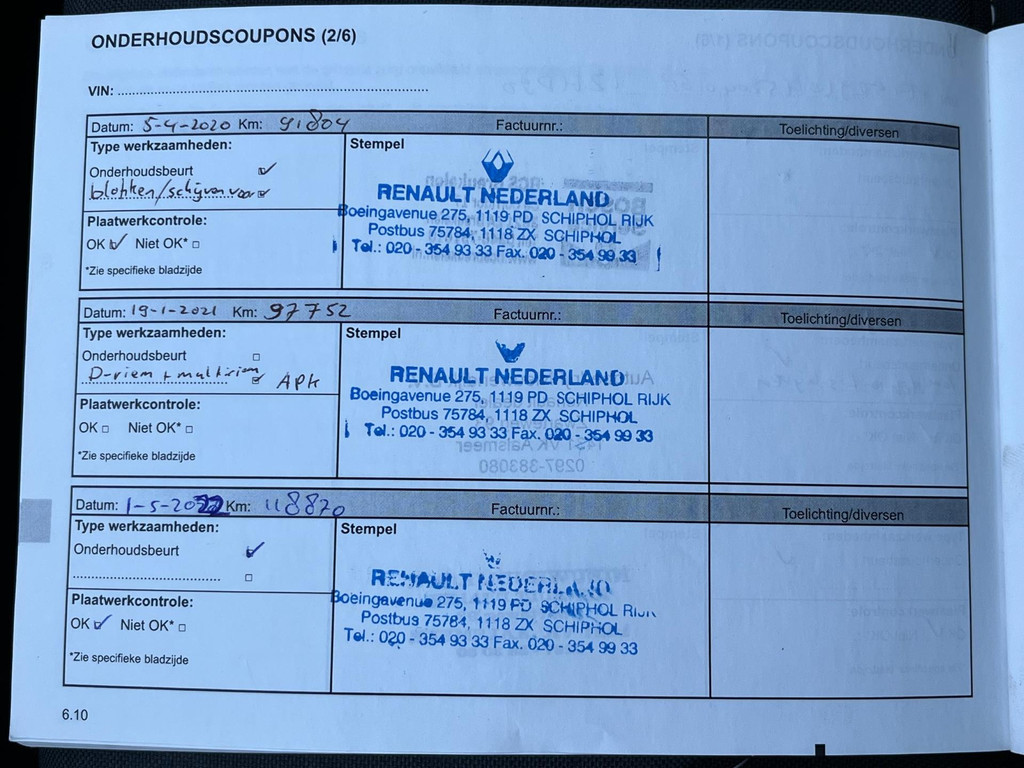 ONDERHOUDSCOUPONS (2/6)
VIN:
Datum: 5-4-2020 Km: 91804 Factuurnr.: Toelichting/diversen
Type werkzaamheden:
Stempel
Onderhoudsbeurt
blokken/schijven voor
RENAULT NEDERLAND
Boeingavenue 275, 1119 PD SCHIPHOL RIJK
Postbus 75784, 1118 ZX SCHIPHOL
Tel.: 020 - 354 93 33 Fax. 020 - 354 99 33
Plaatwerkcontrole:
OK Niet OK*
*Zie specifieke bladzijde
Datum: 19-1-2021 Km: 97752 Factuurnr.: Toelichting/diversen
Type werkzaamheden:
Stempel
Onderhoudsbeurt
D-riem + multiriem APK
RENAULT NEDERLAND
Boeingavenue 275, 1119 PD SCHIPHOL RIJK
Postbus 75784, 1118 ZX SCHIPHOL
Tel.: 020 - 354 93 33 Fax. 020 - 354 99 33
Plaatwerkcontrole:
OK Niet OK*
*Zie specifieke bladzijde
Datum: 1-5-2022 Km: 118820 Factuurnr.: Toelichting/diversen
Type werkzaamheden:
Stempel
Onderhoudsbeurt
RENAULT NEDERLAND
Boeingavenue 275, 1119 PD SCHIPHOL RIJK
Postbus 75784, 1118 ZX SCHIPHOL
Tel.: 020 - 354 93 33 Fax. 020 - 354 99 33
Plaatwerkcontrole:
OK Niet OK*
*Zie specifieke bladzijde
6.10